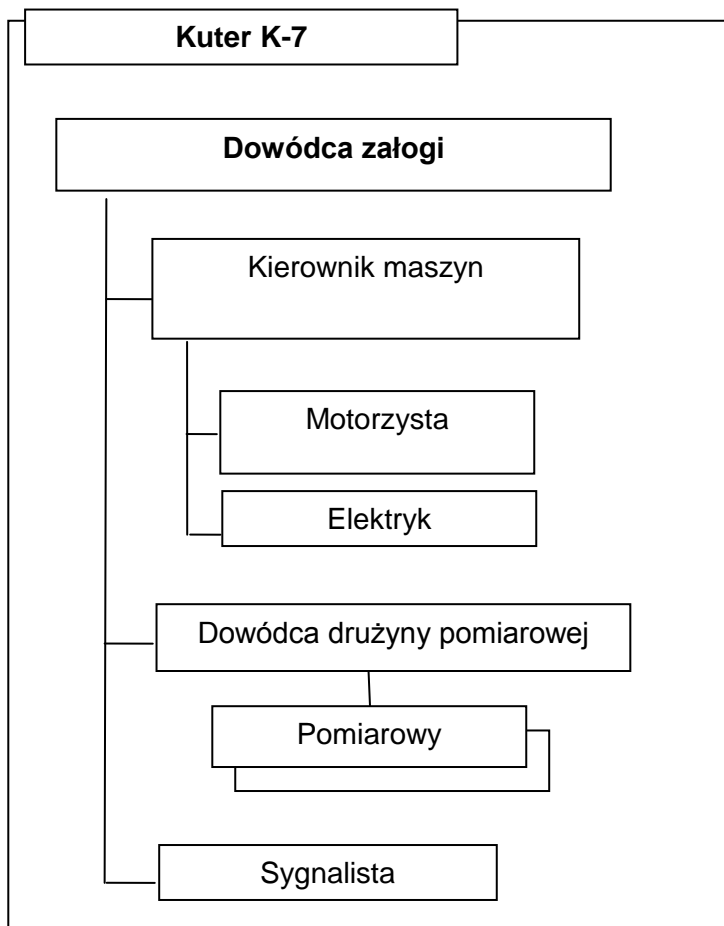 Kuter K-7
Dowódca załogi
Kierownik maszyn
Motorzysta
Elektryk
Dowódca drużyny pomiarowej
Pomiarowy
Sygnalista